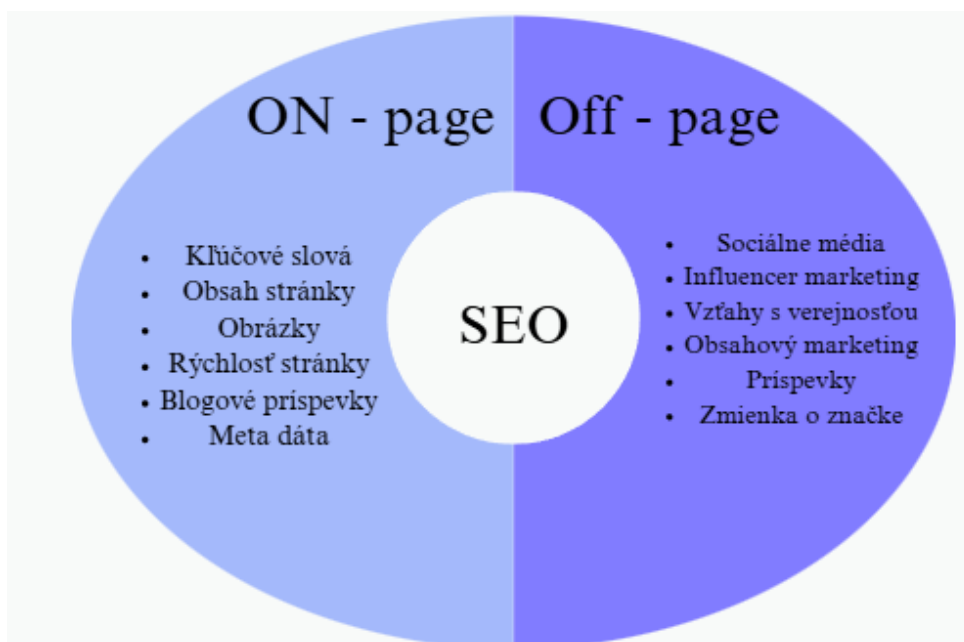 ON - page
Kľúčové slová
Obsah stránky
Obrázky
Rýchlosť stránky
Blogové príspevky
Meta dáta
SEO
Off - page
Sociálne média
Influencer marketing
Vzťahy s verejnosťou
Obsahový marketing
Príspevky
Zmienka o značke